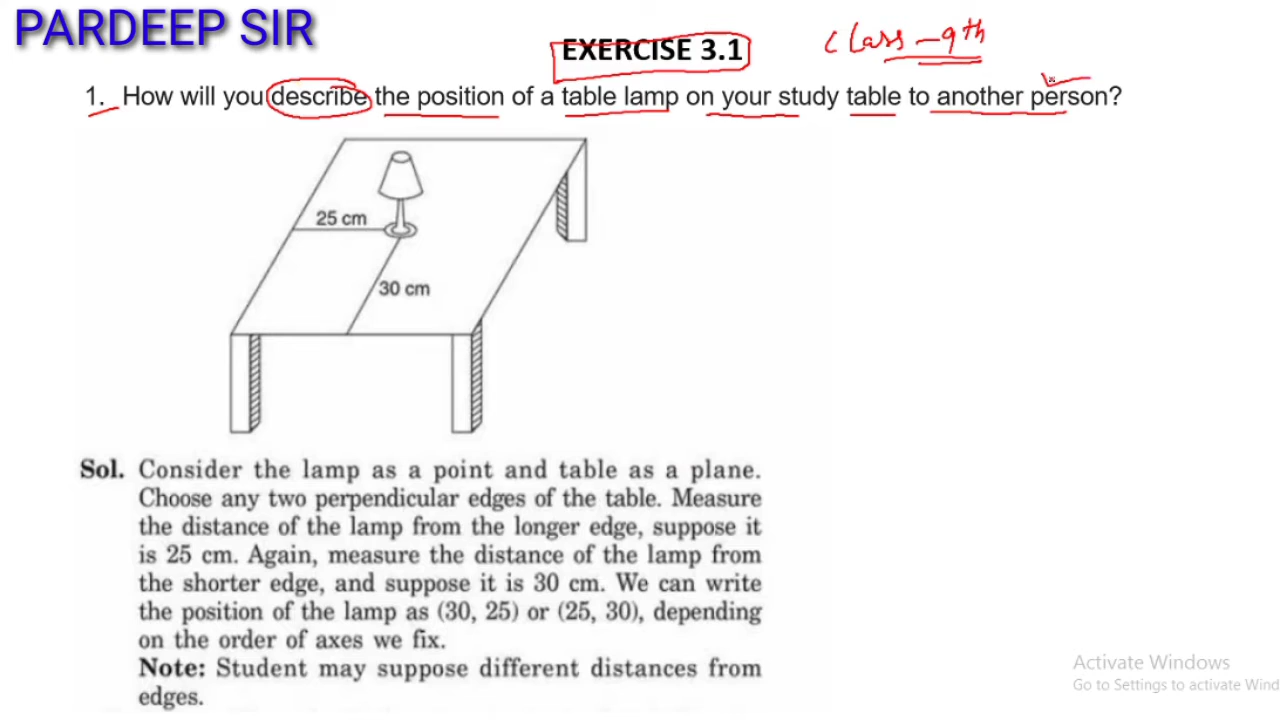 PARDEEP SIR
EXERCISE 3.1
class-9th
1. How will you describe the position of a table lamp on your study table to another person?
25 cm
30 cm
Sol. Consider the lamp as a point and table as a plane.
Choose any two perpendicular edges of the table. Measure
the distance of the lamp from the longer edge, suppose it
is 25 cm. Again, measure the distance of the lamp from
the shorter edge, and suppose it is 30 cm. We can write
the position of the lamp as (30, 25) or (25, 30), depending
on the order of axes we fix.
Note: Student may suppose different distances from
edges.
Activate Windows
Go to Settings to activate Wind